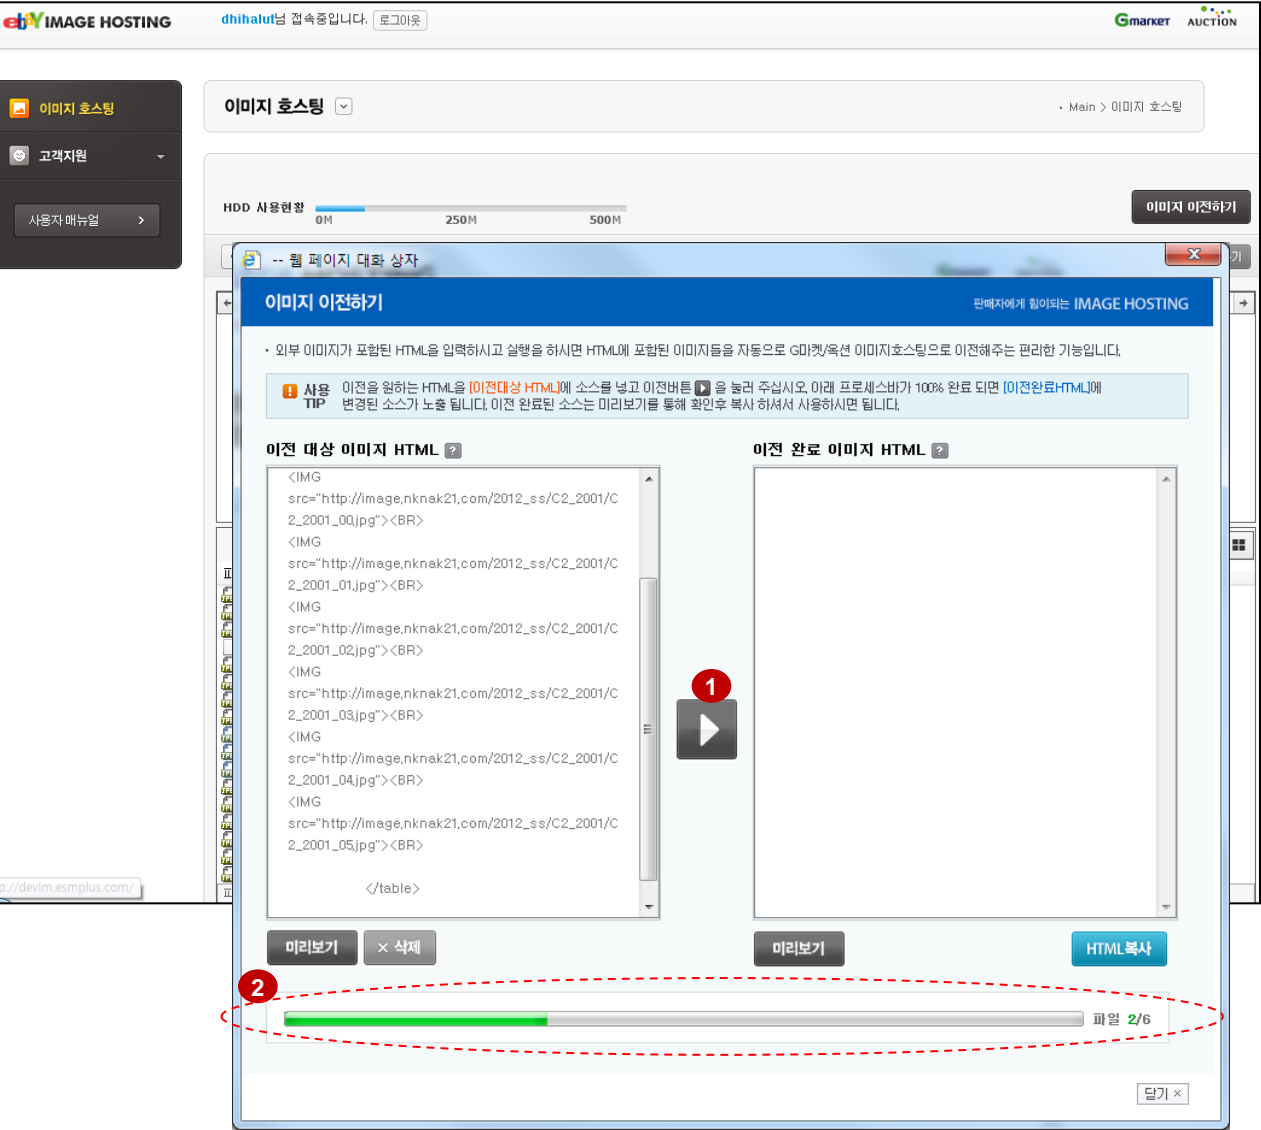 ebaY IMAGE HOSTING
dhihalut님 접속중입니다. 로그아웃
Gmarket AUCTION
이미지 호스팅
고객지원
사용자 매뉴얼
이미지 호스팅
· Main > 이미지 호스팅
HDD 사용현황
0M 250M 500M
이미지 이전하기
-- 웹 페이지 대화 상자
이미지 이전하기
판매자에게 힘이되는 IMAGE HOSTING
· 외부 이미지가 포함된 HTML을 입력하시고 실행을 하시면 HTML에 포함된 이미지들을 자동으로 G마켓/옥션 이미지호스팅으로 이전해주는 편리한 기능입니다.
사용 TIP
이전을 원하는 HTML을 [이전대상 HTML]에 소스를 넣고 이전버튼 을 눌러 주십시오. 아래 프로세스바가 100% 완료 되면 [이전완료HTML]에
변경된 소스가 노출 됩니다. 이전 완료된 소스는 미리보기를 통해 확인후 복사 하셔서 사용하시면 됩니다.
이전 대상 이미지 HTML ?
이전 완료 이미지 HTML ?
<IMG
src="http://image.nknak21.com/2012_ss/C2_2001/C
2_2001_00.jpg"><BR>
<IMG
src="http://image.nknak21.com/2012_ss/C2_2001/C
2_2001_01.jpg"><BR>
<IMG
src="http://image.nknak21.com/2012_ss/C2_2001/C
2_2001_02.jpg"><BR>
<IMG
src="http://image.nknak21.com/2012_ss/C2_2001/C
2_2001_03.jpg"><BR>
<IMG
src="http://image.nknak21.com/2012_ss/C2_2001/C
2_2001_04.jpg"><BR>
<IMG
src="http://image.nknak21.com/2012_ss/C2_2001/C
2_2001_05.jpg"><BR>
</table>
1
미리보기 × 삭제
미리보기 HTML복사
2
파일 2/6
닫기 ×
p://devim.esmplus.com/